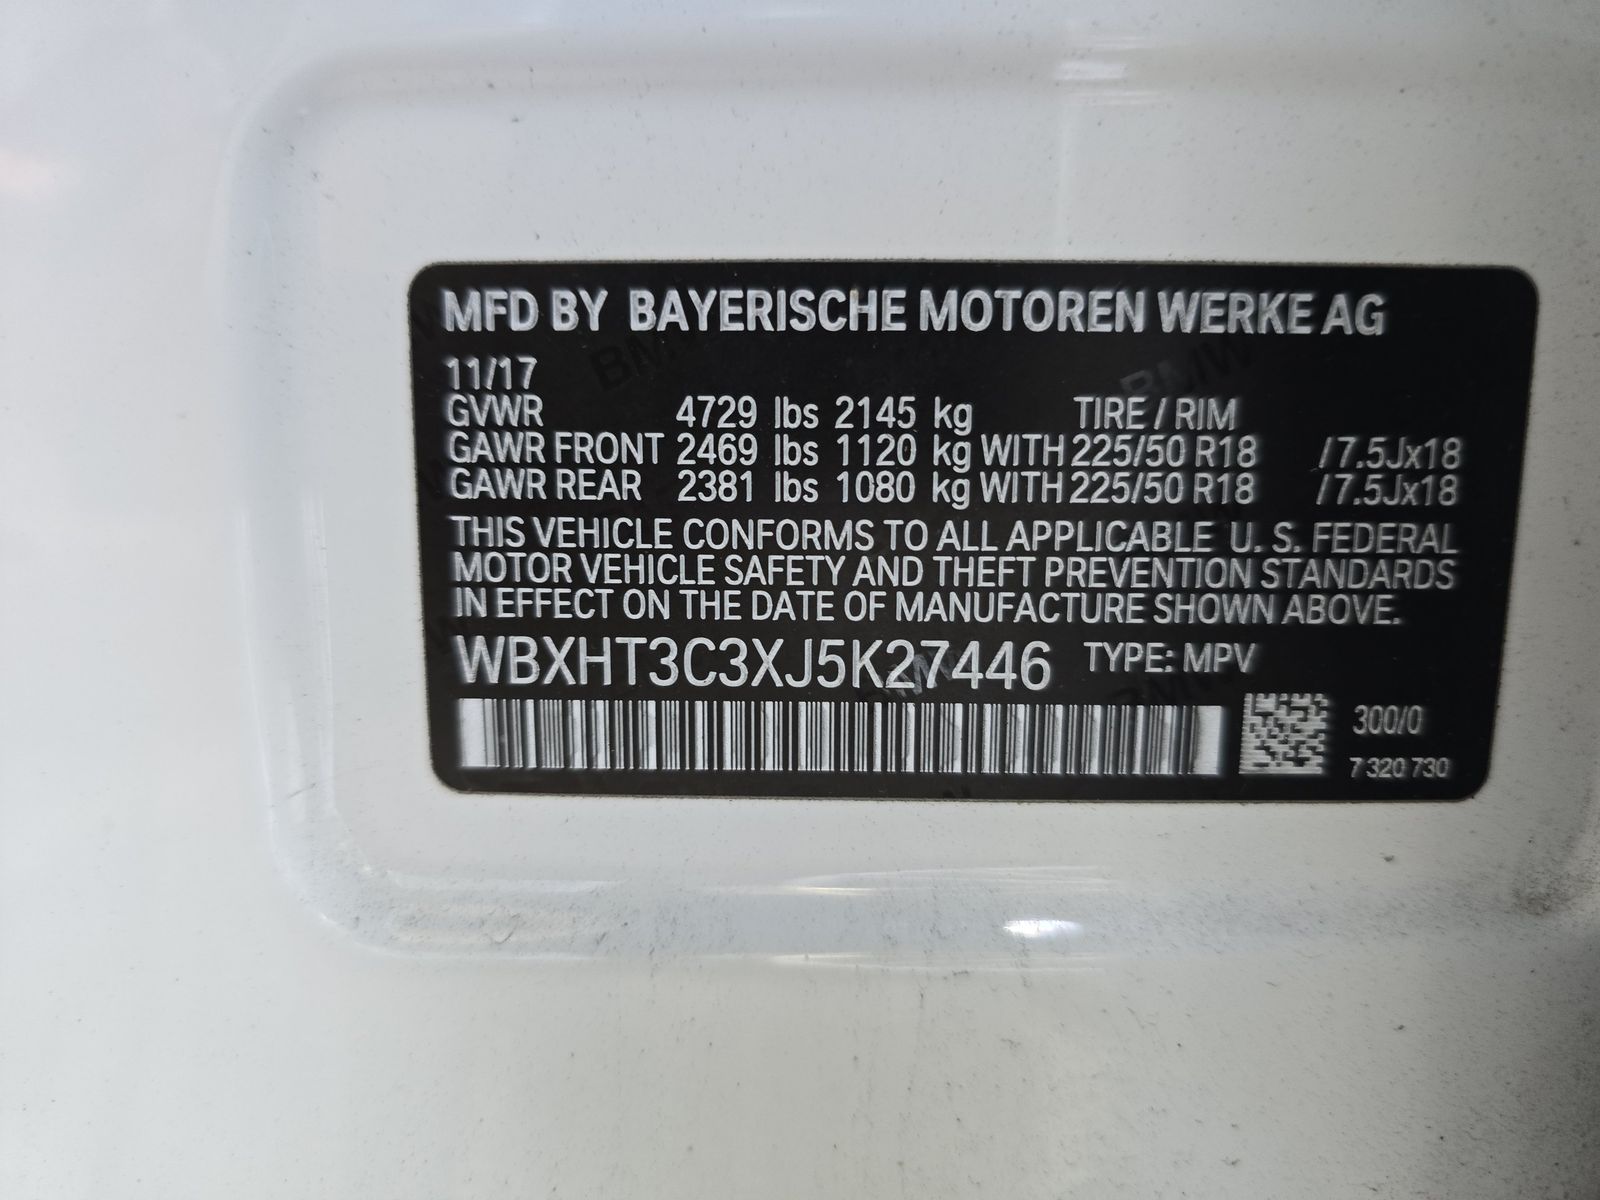 MFD BY BAYERISCHE MOTOREN WERKE AG
11/17
GVWR 4729 lbs 2145 kg TIRE / RIM
GAWR FRONT 2469 lbs 1120 kg WITH 225/50 R18 / 7.5Jx18
GAWR REAR 2381 lbs 1080 kg WITH 225/50 R18 / 7.5Jx18
THIS VEHICLE CONFORMS TO ALL APPLICABLE U. S. FEDERAL
MOTOR VEHICLE SAFETY AND THEFT PREVENTION STANDARDS
IN EFFECT ON THE DATE OF MANUFACTURE SHOWN ABOVE.
WBXHT3C3XJ5K27446 TYPE: MPV
300/0
7 320 730